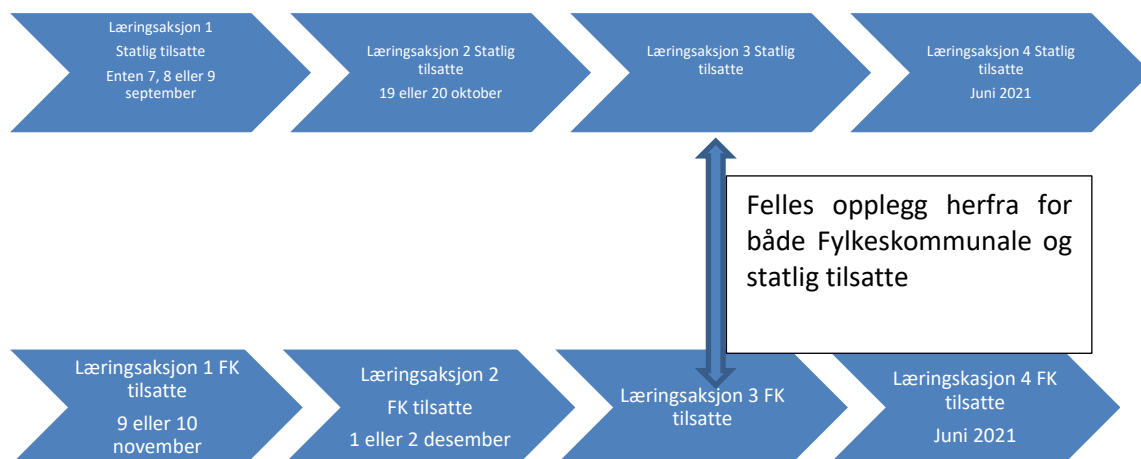 Læringsaksjon 1
Statlig tilsatte
Enten 7, 8 eller 9
september
Læringsaksjon 2 Statlig
tilsatte
19 eller 20 oktober
Læringsaksjon 3 Statlig
tilsatte
Læringsaksjon 4 Statlig
tilsatte
Juni 2021
Felles opplegg herfra for
både Fylkeskommunale og
statlig tilsatte
Læringsaksjon 1 FK
tilsatte
9 eller 10
november
Læringsaksjon 2
FK tilsatte
1 eller 2 desember
Læringsaksjon 3 FK
tilsatte
Læringskasjon 4 FK
tilsatte
Juni 2021